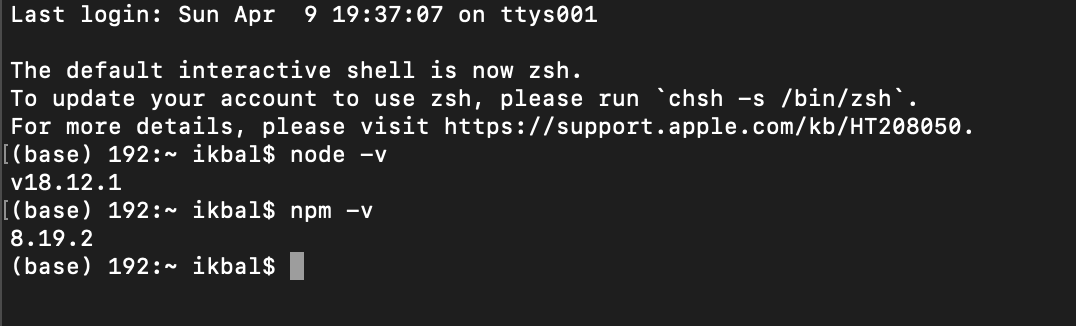 Last login: Sun Apr  9 19:37:07 on ttys001

The default interactive shell is now zsh.
To update your account to use zsh, please run `chsh -s /bin/zsh`.
For more details, please visit https://support.apple.com/kb/HT208050.
[(base) 192:~ ikbal$ node -v
v18.12.1
[(base) 192:~ ikbal$ npm -v
8.19.2
(base) 192:~ ikbal$